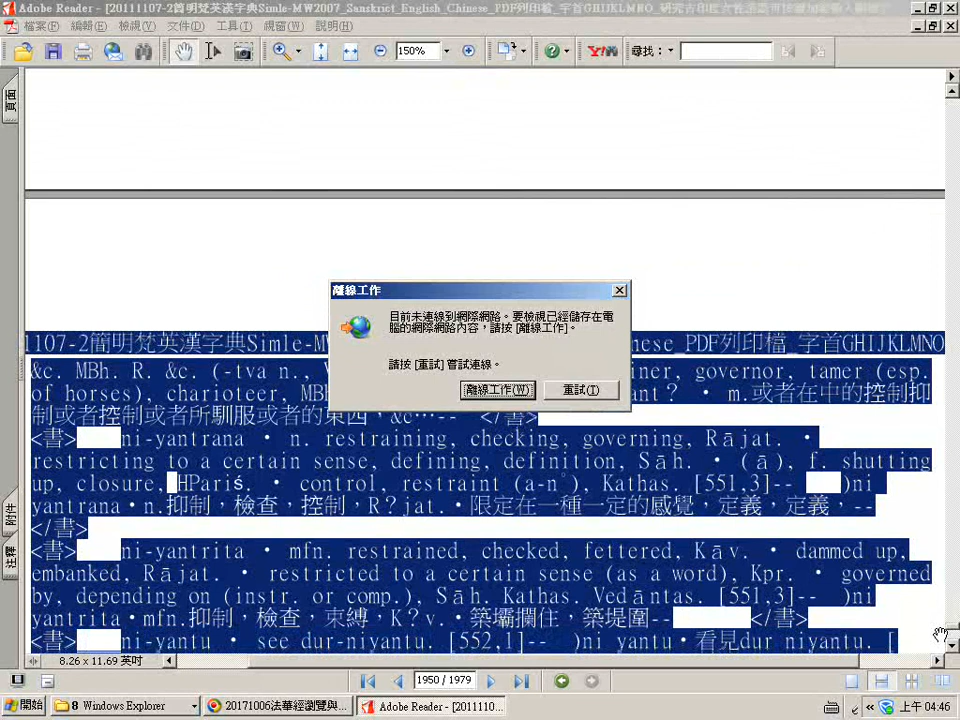 Adobe Reader - [20111107-2簡明梵英漢字典Simle-MW2007_Sanskrict_English_Chinese_PDF列印檔_字首GHIJKLMNO_
檔案(F) 編輯(E) 檢視(V) 文件(D) 工具(T) 視窗(W) 說明(H)
150% Y! 尋找：
頁面
附件
註釋
離線工作
目前未連線到網際網路。要檢視已經儲存在電
腦的網際網路內容，請按 [離線工作]。
請按 [重試] 嘗試連線。
離線工作(W) 重試(T)
1107-2簡明梵英漢字典Simle-M nese_PDF列印檔_字首GHIJKLMNO
&c. MBh. R. &c. (-tva n., iner, governor, tamer (esp.
of horses), charioteer, MB ant? • m.或者在中的控制抑
制或者控制或者所馴服或者的東西，&c…-- </書>
<書> ni-yantrana • n. restraining, checking, governing, Rājat. •
restricting to a certain sense, defining, definition, Sāh. • (ā), f. shutting
up, closure, HPariś. • control, restraint (a-n°), Kathas. [551,3]-- )ni
yantrana•n.抑制，檢查，控制，R?jat.•限定在一種一定的感覺，定義，定義，--
</書>
<書> ni-yantrita • mfn. restrained, checked, fettered, Kāv. • dammed up,
embanked, Rājat. • restricted to a certain sense (as a word), Kpr. • governed
by, depending on (instr. or comp.), Sāh. Kathas. Vedāntas. [551,3]-- )ni
yantrita•mfn.抑制，檢查，束縛，K?v.•築壩攔住，築堤圍-- </書>
<書> ni-yantu • see dur-niyantu. [552,1]-- )ni yantu•看見dur niyantu. [
8.26 x 11.69 英吋
1950 / 1979
開始 8 Windows Explorer 20171006法華經瀏覽與... Adobe Reader - [2011110... 上午 04:46